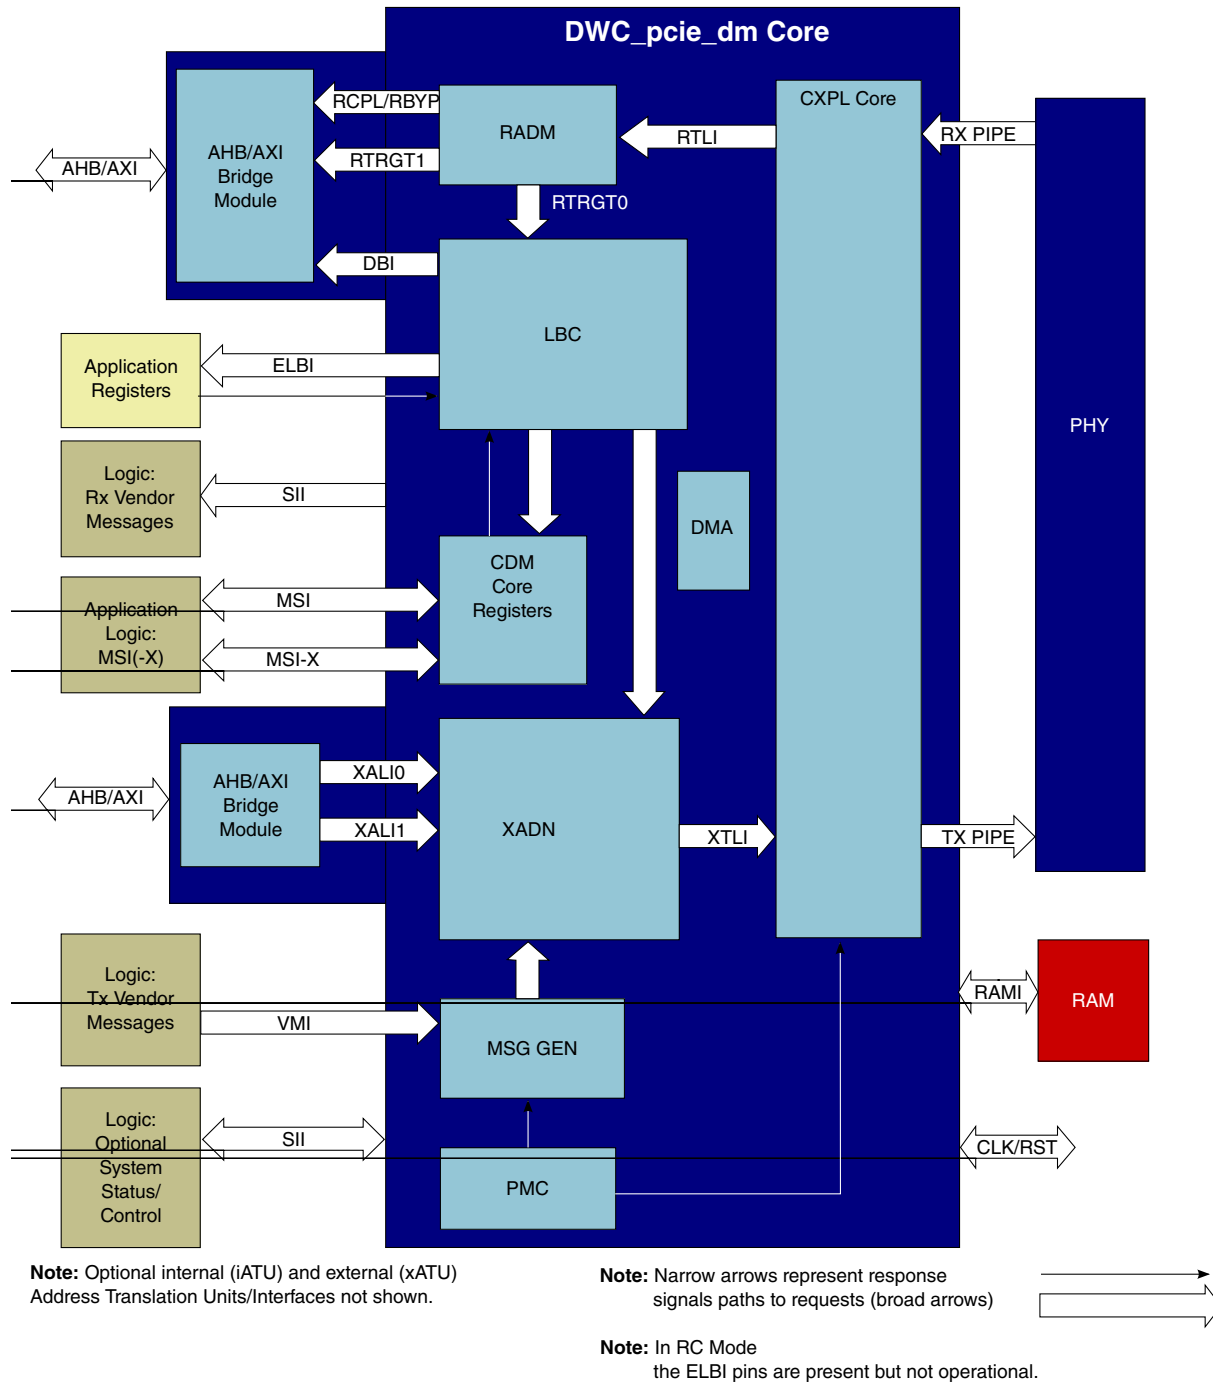 DWC_pcie_dm Core
CXPL Core
RCPL/RBYP
RADM
RTLI
RX PIPE
AHB/AXI
AHB/AXI
Bridge
Module
RTRGT1
RTRGT0
DBI
LBC
Application
Registers
ELBI
PHY
Logic:
Rx Vendor
Messages
SII
DMA
CDM
Core
Registers
Application
Logic:
MSI(-X)
MSI
MSI-X
AHB/AXI
AHB/AXI
Bridge
Module
XALI0
XALI1
XADN
XTLI
TX PIPE
Logic:
Tx Vendor
Messages
VMI
MSG GEN
RAMI
RAM
Logic:
Optional
System
Status/
Control
SII
PMC
CLK/RST
Note: Optional internal (iATU) and external (xATU)
Address Translation Units/Interfaces not shown.
Note: Narrow arrows represent response
signals paths to requests (broad arrows)
Note: In RC Mode
the ELBI pins are present but not operational.